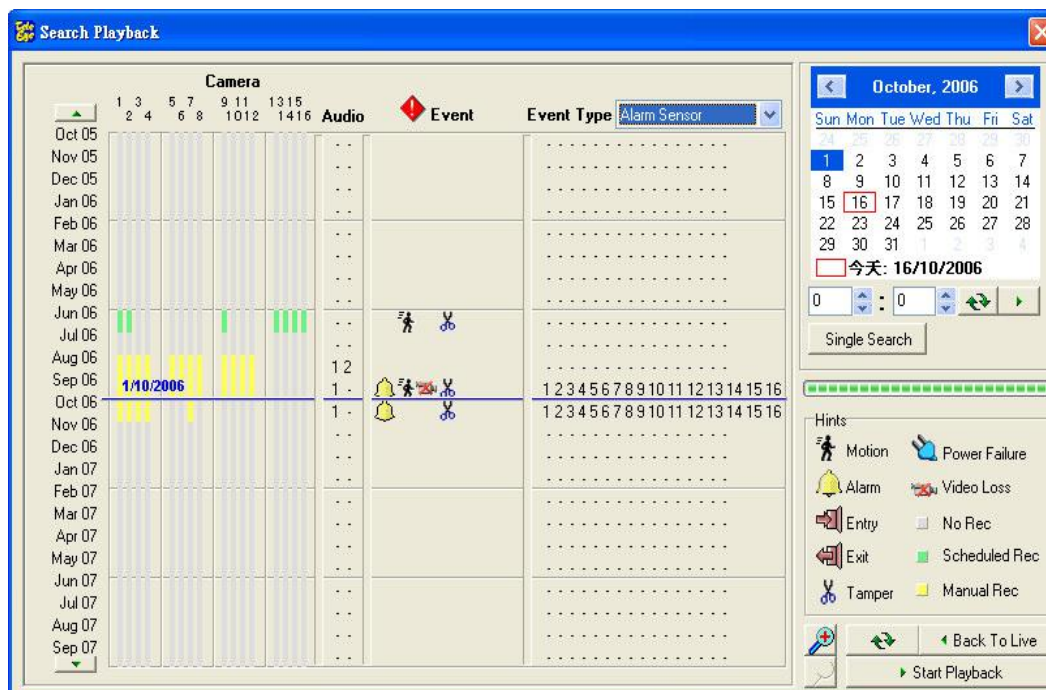 Search Playback
Camera
1 3 5 7 9 11 13 15
2 4 6 8 10 12 14 16 Audio Event Event Type Alarm Sensor
Oct 05
Nov 05
Dec 05
Jan 06
Feb 06
Mar 06
Apr 06
May 06
Jun 06
Jul 06
Aug 06
1 2
Sep 06
1/10/2006
1 -
1 2 3 4 5 6 7 8 9 10 11 12 13 14 15 16
Oct 06
1 -
1 2 3 4 5 6 7 8 9 10 11 12 13 14 15 16
Nov 06
Dec 06
Jan 07
Feb 07
Mar 07
Apr 07
May 07
Jun 07
Jul 07
Aug 07
Sep 07
October, 2006
Sun Mon Tue Wed Thu Fri Sat
24 25 26 27 28 29 30
1 2 3 4 5 6 7
8 9 10 11 12 13 14
15 16 17 18 19 20 21
22 23 24 25 26 27 28
29 30 31 1 2 3 4
今天: 16/10/2006
0 : 0
Single Search
Hints
Motion Power Failure
Alarm Video Loss
Entry No Rec
Exit Scheduled Rec
Tamper Manual Rec
Back To Live
Start Playback